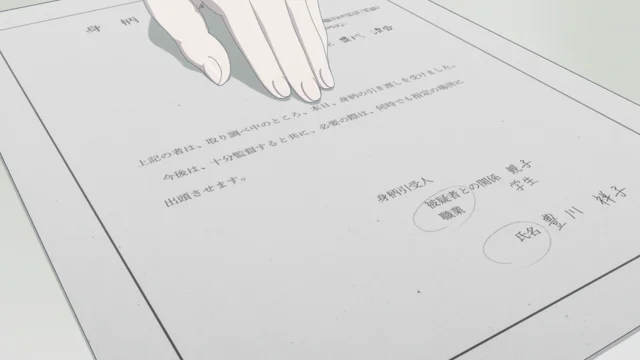 身柄
豊川 清告
上記の者は、取り調べ中のところ、本日、身柄の引き渡しを受けました。
今後は、十分監督すると共に、必要の際は、何時でも指定の場所に
出頭させます。
身柄引受人
被疑者との関係 親子
職業 学生
氏名 豊川 祥子